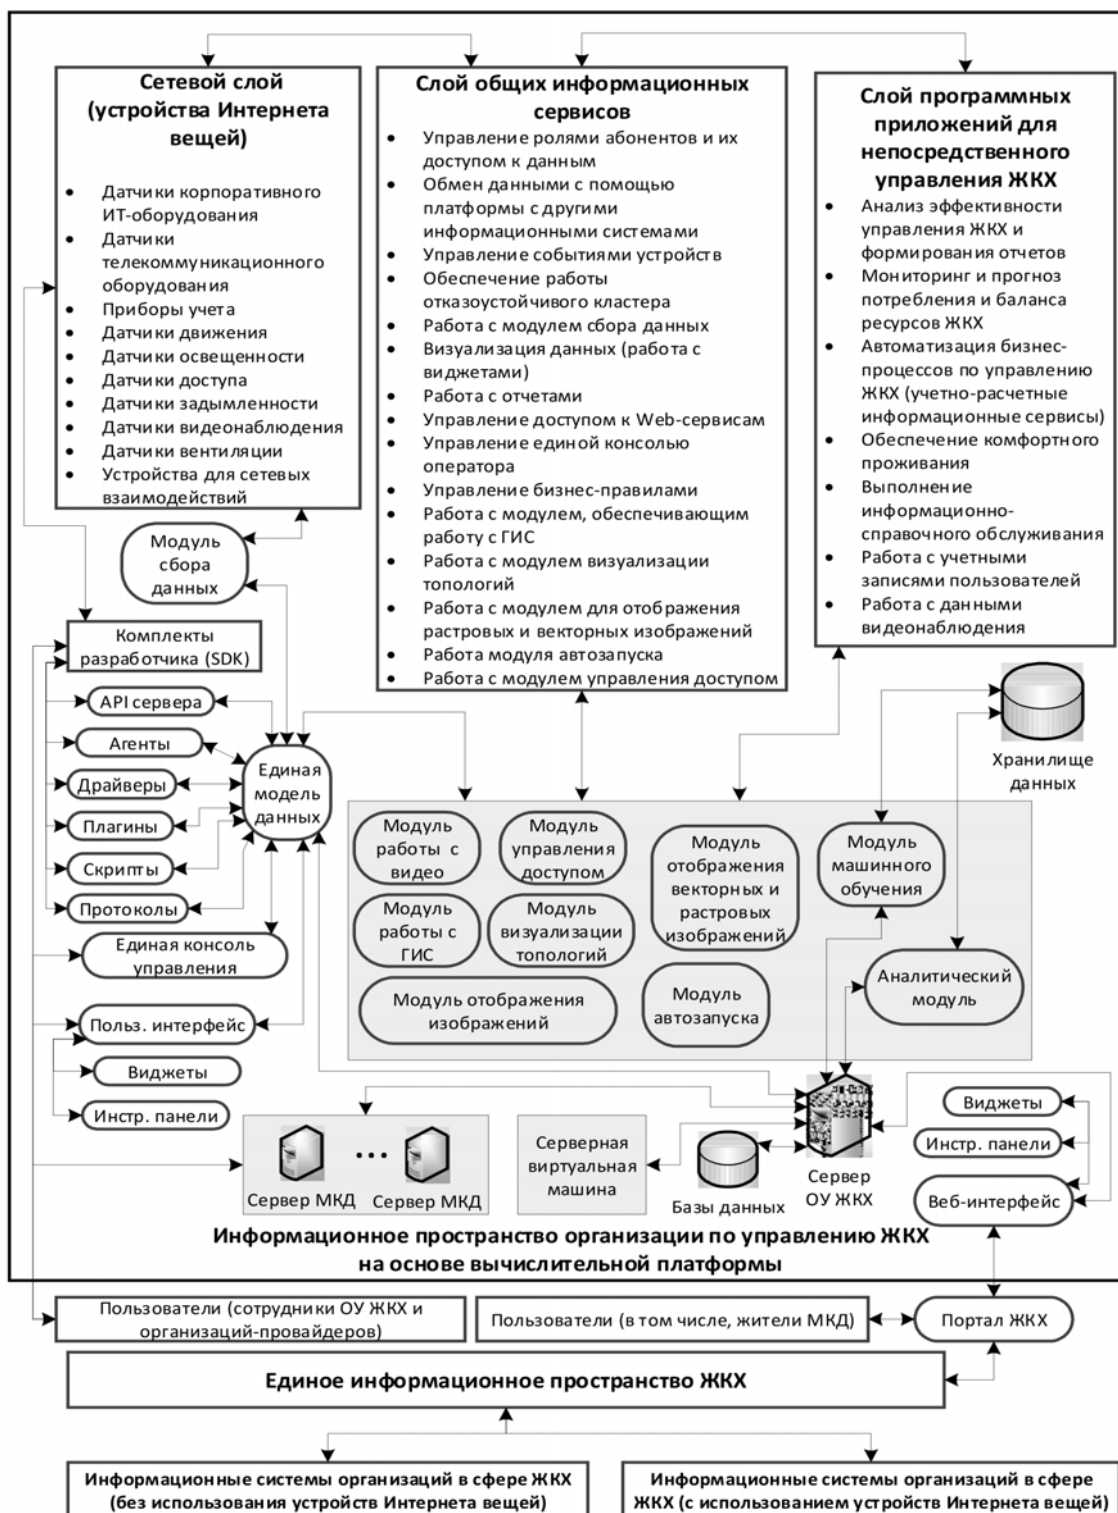 Сетевой слой
(устройства Интернета
вещей)
• Датчики корпоративного
ИТ-оборудования
• Датчики
телекоммуникационного
оборудования
• Приборы учета
• Датчики движения
• Датчики освещенности
• Датчики доступа
• Датчики задымленности
• Датчики видеонаблюдения
• Датчики вентиляции
• Устройства для сетевых
взаимодействий
Слой общих информационных
сервисов
• Управление ролями абонентов и их
доступом к данным
• Обмен данными с помощью
платформы с другими
информационными системами
• Управление событиями устройств
• Обеспечение работы
отказоустойчивого кластера
• Работа с модулем сбора данных
• Визуализация данных (работа с
виджетами)
• Работа с отчетами
• Управление доступом к Web-сервисам
• Управление единой консолью
оператора
• Управление бизнес-правилами
• Работа с модулем, обеспечивающим
работу с ГИС
• Работа с модулем визуализации
топологий
• Работа с модулем для отображения
растровых и векторных изображений
• Работа модуля автозапуска
• Работа с модулем управления доступом
Слой программных
приложений для
непосредственного
управления ЖКХ
• Анализ эффективности
управления ЖКХ и
формирования отчетов
• Мониторинг и прогноз
потребления и баланса
ресурсов ЖКХ
• Автоматизация бизнес-
процессов по управлению
ЖКХ (учетно-расчетные
информационные сервисы)
• Обеспечение комфортного
проживания
• Выполнение
информационно-
справочного обслуживания
• Работа с учетными
записями пользователей
• Работа с данными
видеонаблюдения
Модуль
сбора
данных
Комплекты
разработчика (SDK)
API сервера
Агенты
Драйверы
Плагины
Скрипты
Протоколы
Единая консоль
управления
Польз. интерфейс
Виджеты
Инстр. панели
Единая
модель
данных
Хранилище
данных
Модуль
работы с
видео
Модуль
управления
доступом
Модуль
отображения
векторных и
растровых
изображений
Модуль
машинного
обучения
Модуль
работы с
ГИС
Модуль
визуализации
топологий
Модуль отображения
изображений
Модуль
автозапуска
Аналитический
модуль
Сервер МКД
•••
Сервер МКД
Серверная
виртуальная
машина
Базы данных
Сервер
ОУ ЖКХ
Виджеты
Инстр. панели
Веб-интерфейс
Информационное пространство организации по управлению ЖКХ
на основе вычислительной платформы
Пользователи (сотрудники ОУ ЖКХ и
организаций-провайдеров)
Пользователи (в том числе, жители МКД)
Портал ЖКХ
Единое информационное пространство ЖКХ
Информационные системы организаций в сфере ЖКХ
(без использования устройств Интернета вещей)
Информационные системы организаций в сфере
ЖКХ (с использованием устройств Интернета вещей)